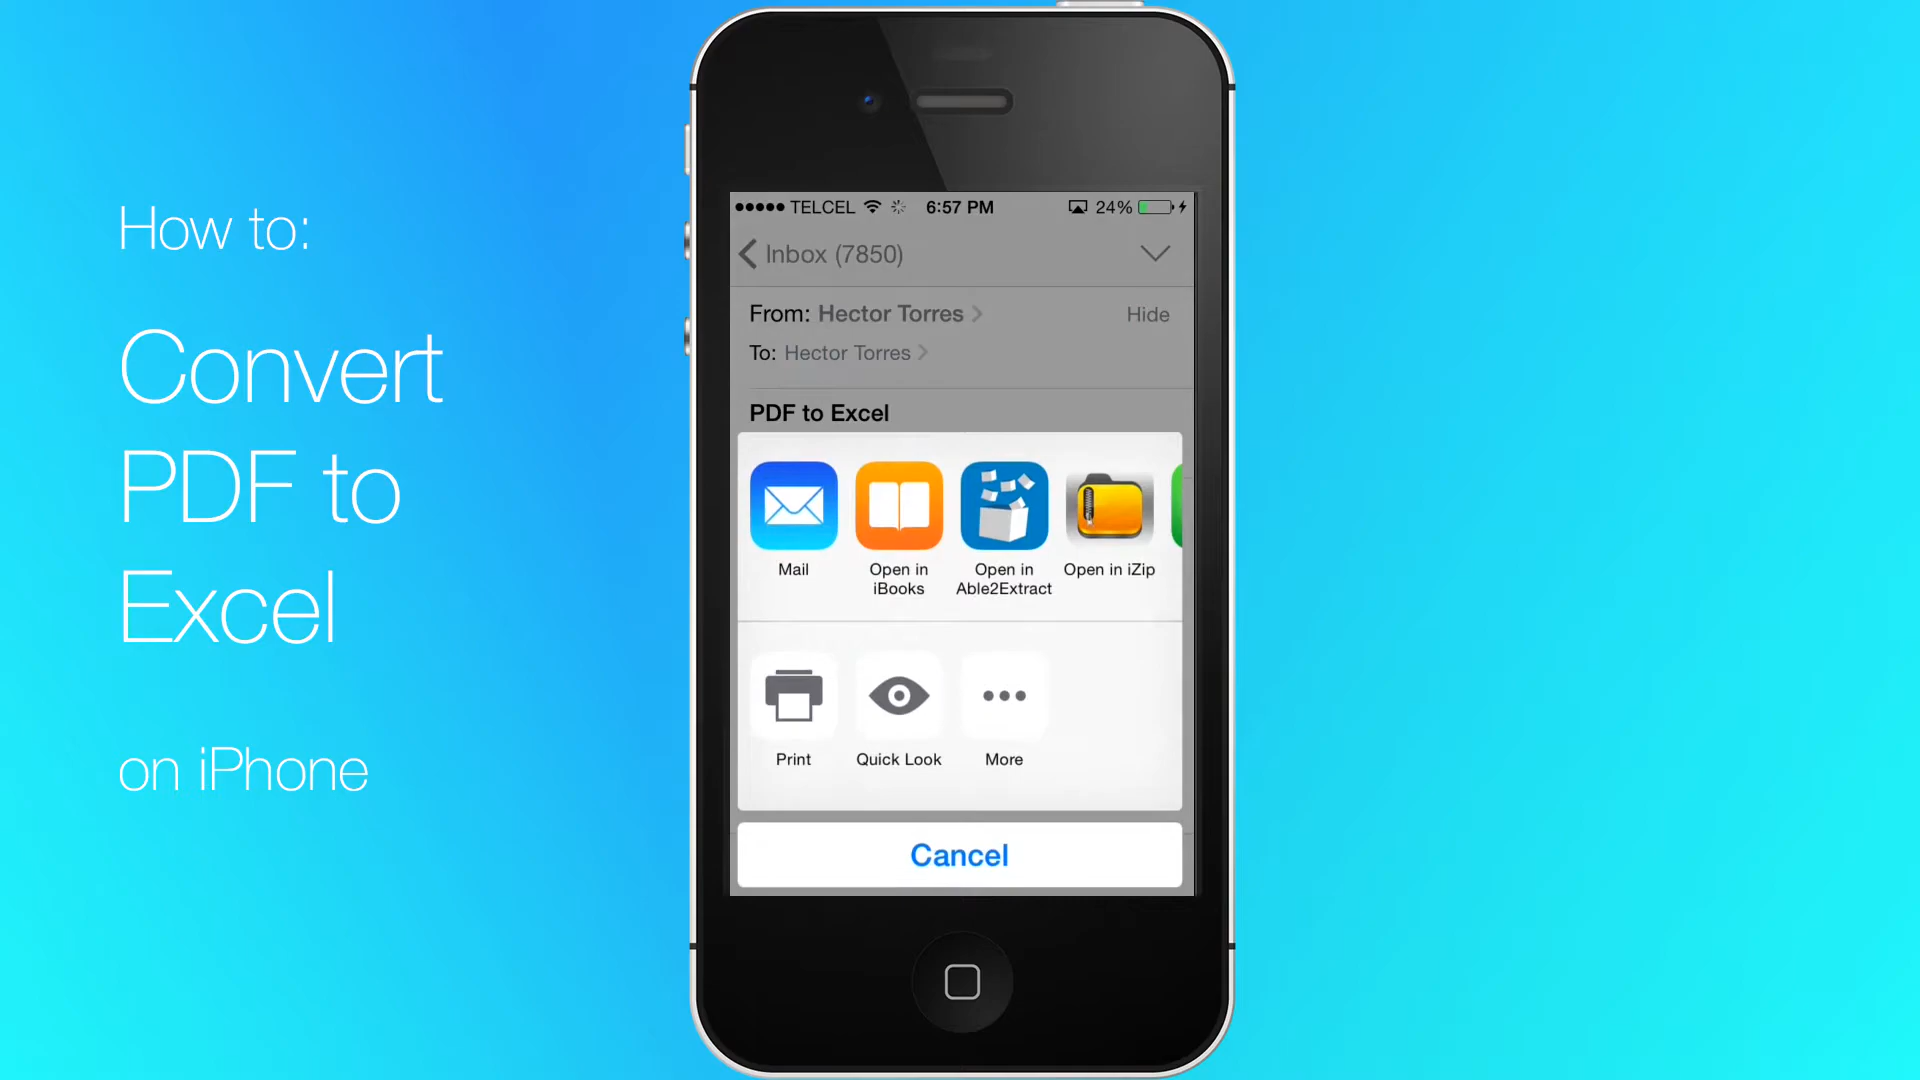 How to:
Convert
PDF to
Excel
on iPhone
TELCEL 6:57 PM 24%
Inbox (7850)
From: Hector Torres Hide
To: Hector Torres
PDF to Excel
Mail
Open in
iBooks
Open in
Able2Extract
Open in iZip
Print
Quick Look
More
Cancel